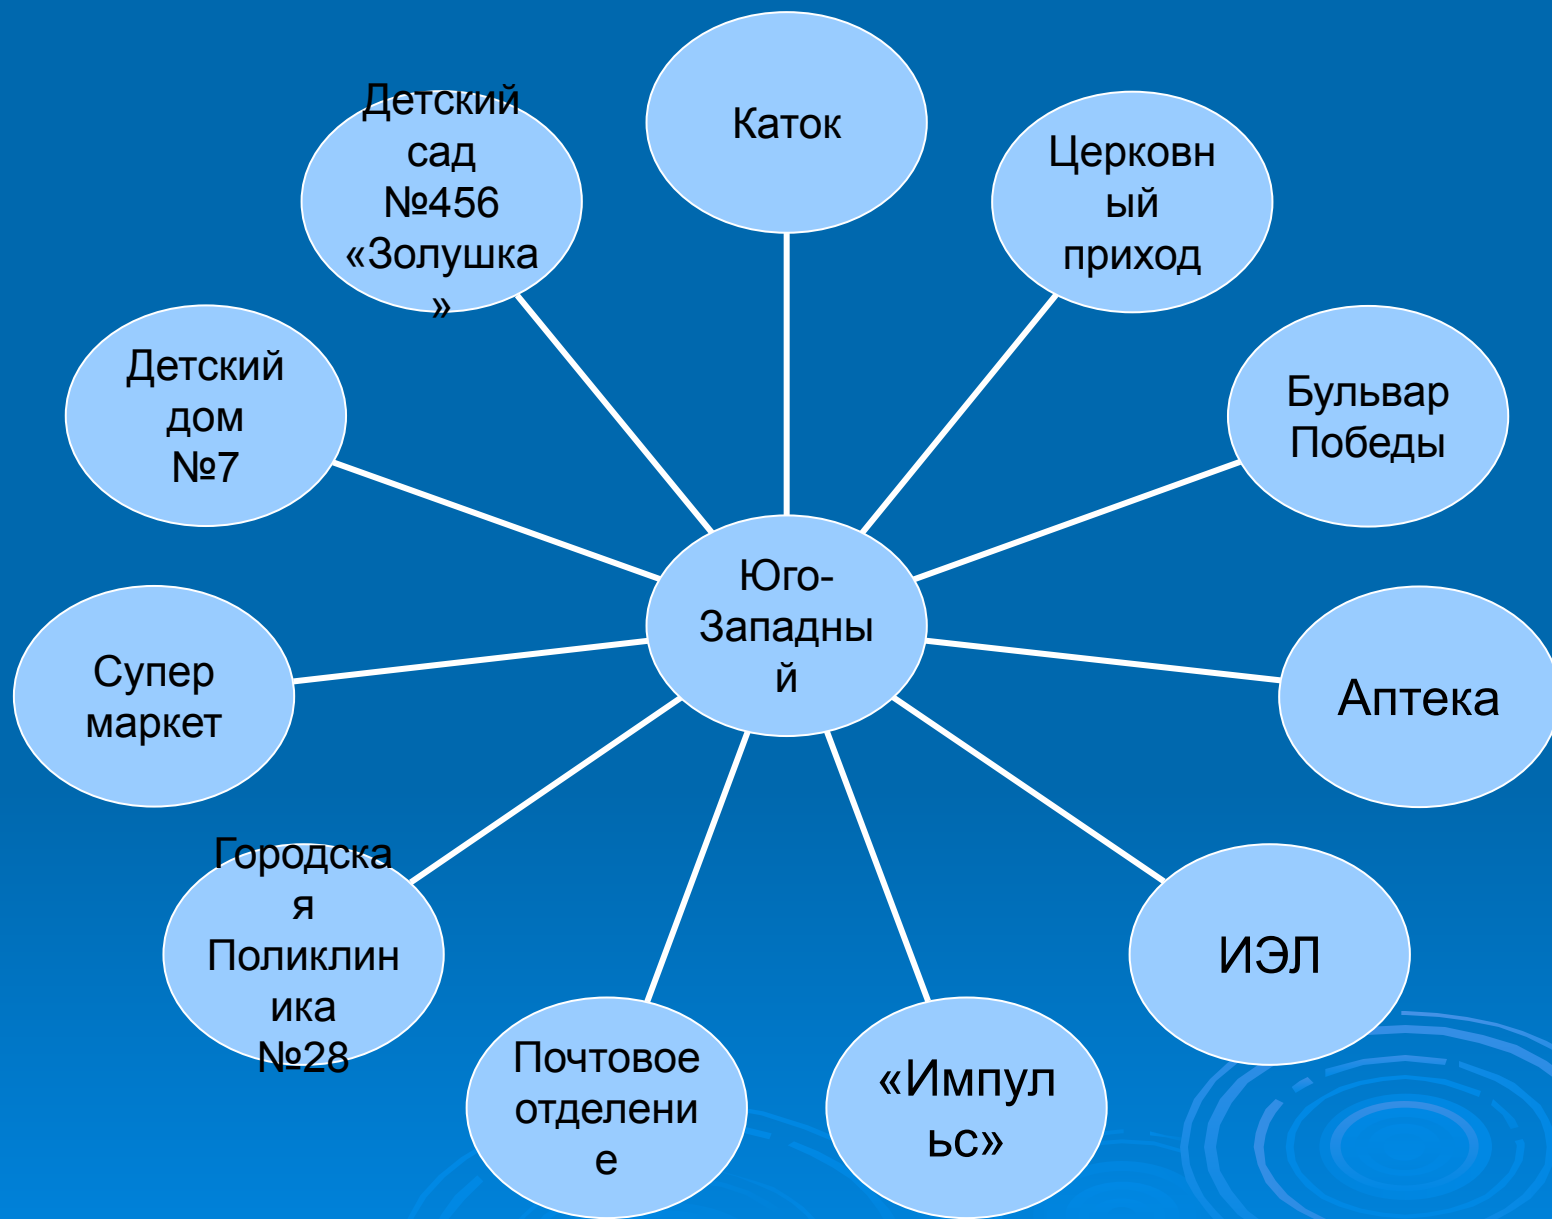 Каток
Церковн
ый
приход
Бульвар
Победы
Аптека
ИЭЛ
«Импул
ьс»
Почтовое
отделени
е
Городска
я
Поликлин
ика
№28
Супер
маркет
Детский
дом
№7
Детский
сад
№456
«Золушка
»
Юго-
Западны
й